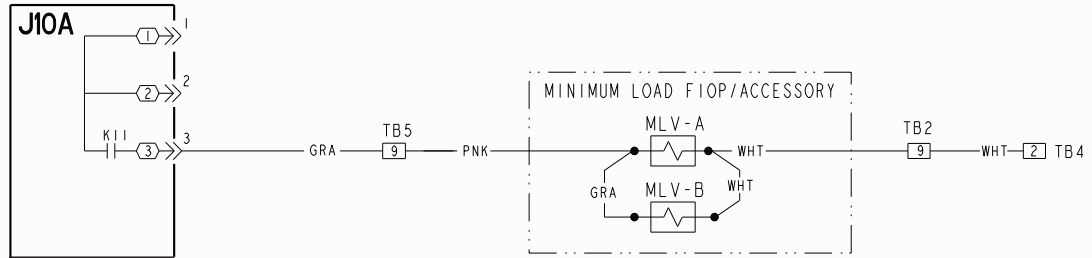 J10A
1 1
2 2
MINIMUM LOAD FIOP/ACCESSORY
K11 3 3
GRA
TB5
9
PNK
MLV-A
WHT
TB2
9
WHT
2 TB4
GRA
MLV-B
WHT